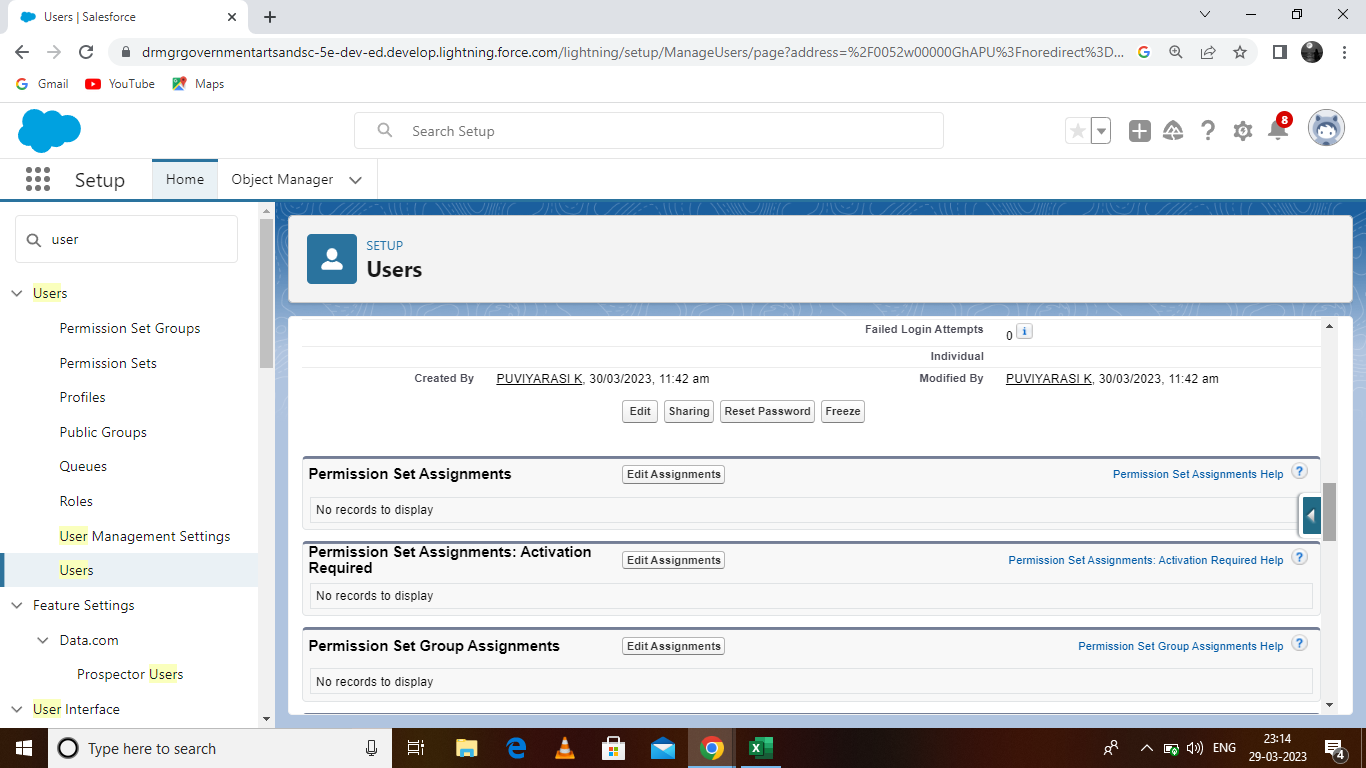 Users | Salesforce
drmgrgovernmentartsandsc-5e-dev-ed.develop.lightning.force.com/lightning/setup/ManageUsers/page?address=%2F0052w00000GhAPU%3Fnoredirect%3D...
Gmail YouTube Maps
Search Setup
8
Setup Home Object Manager
user
Users
Permission Set Groups
Permission Sets
Profiles
Public Groups
Queues
Roles
User Management Settings
Users
Feature Settings
Data.com
Prospector Users
User Interface
SETUP
Users
Failed Login Attempts 0 i
Individual
Created By PUVIYARASI K, 30/03/2023, 11:42 am Modified By PUVIYARASI K, 30/03/2023, 11:42 am
Edit Sharing Reset Password Freeze
Permission Set Assignments Edit Assignments Permission Set Assignments Help ?
No records to display
Permission Set Assignments: Activation
Required
Edit Assignments Permission Set Assignments: Activation Required Help ?
No records to display
Permission Set Group Assignments Edit Assignments Permission Set Group Assignments Help ?
No records to display
Type here to search
ENG
23:14
29-03-2023
4